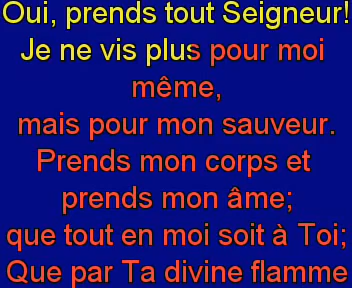 Oui, prends tout Seigneur!
Je ne vis plus pour moi
même,
mais pour mon sauveur.
Prends mon corps et
prends mon âme;
que tout en moi soit à Toi;
Que par Ta divine flamme